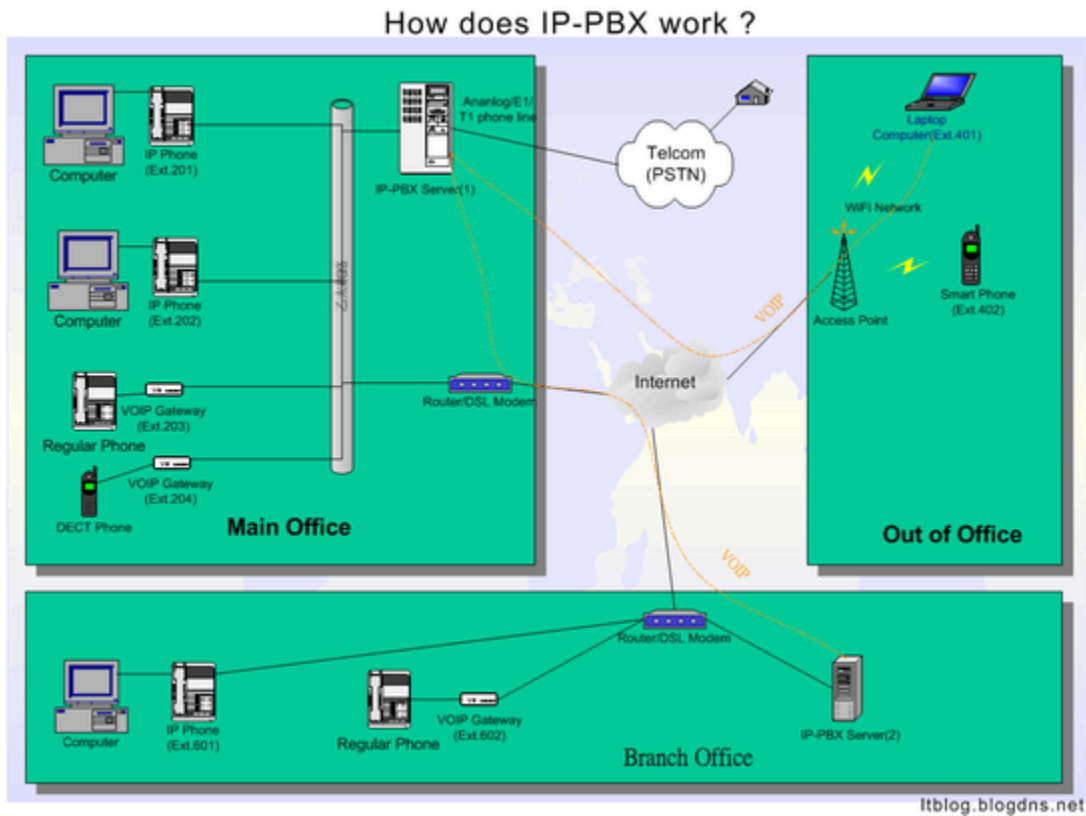 How does IP-PBX work ?
Ananlog/E1/
T1 phone line
IP Phone
(Ext.201)
Computer
IP-PBX Server(1)
Telcom
(PSTN)
Laptop
Computer(Ext.401)
WiFi Network
IP Phone
(Ext.202)
Computer
Smart Phone
(Ext.402)
Access Point
VOIP
Internet
Router/DSL Modem
VOIP Gateway
(Ext.203)
Regular Phone
VOIP Gateway
(Ext.204)
DECT Phone
Main Office
Out of Office
VOIP
Router/DSL Modem
IP Phone
(Ext.601)
Computer
VOIP Gateway
(Ext.602)
Regular Phone
IP-PBX Server(2)
Branch Office
Itblog.blogdns.net